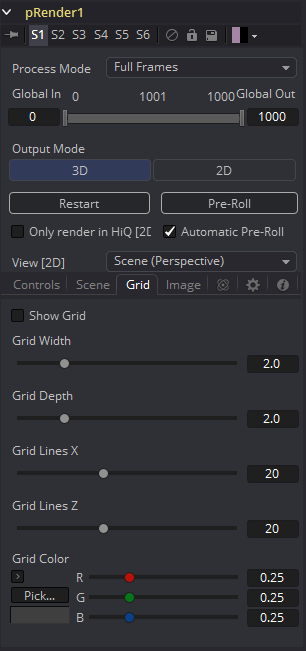 pRender1
S1 S2 S3 S4 S5 S6
Process Mode Full Frames
Global In 0 1001 1000 Global Out
0 1000
Output Mode
3D 2D
Restart Pre-Roll
Only render in HiQ [2D Automatic Pre-Roll
View [2D] Scene (Perspective)
Controls Scene Grid Image
Show Grid
Grid Width
2.0
Grid Depth
2.0
Grid Lines X
20
Grid Lines Z
20
Grid Color
R 0.25
Pick... G 0.25
B 0.25